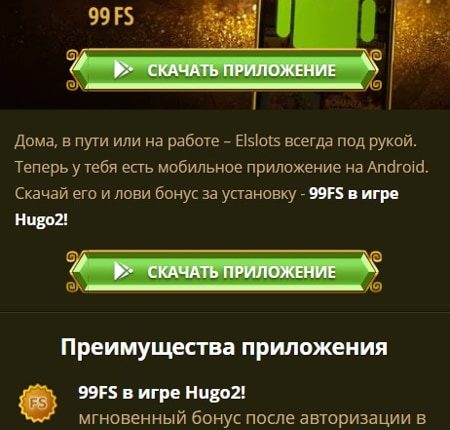 99 FS
СКАЧАТЬ ПРИЛОЖЕНИЕ
Дома, в пути или на работе – Elslots всегда под рукой.
Теперь у тебя есть мобильное приложение на Android.
Скачай его и лови бонус за установку - 99FS в игре
Hugo2!
СКАЧАТЬ ПРИЛОЖЕНИЕ
Преимущества приложения
FS
99FS в игре Hugo2!
мгновенный бонус после авторизации в